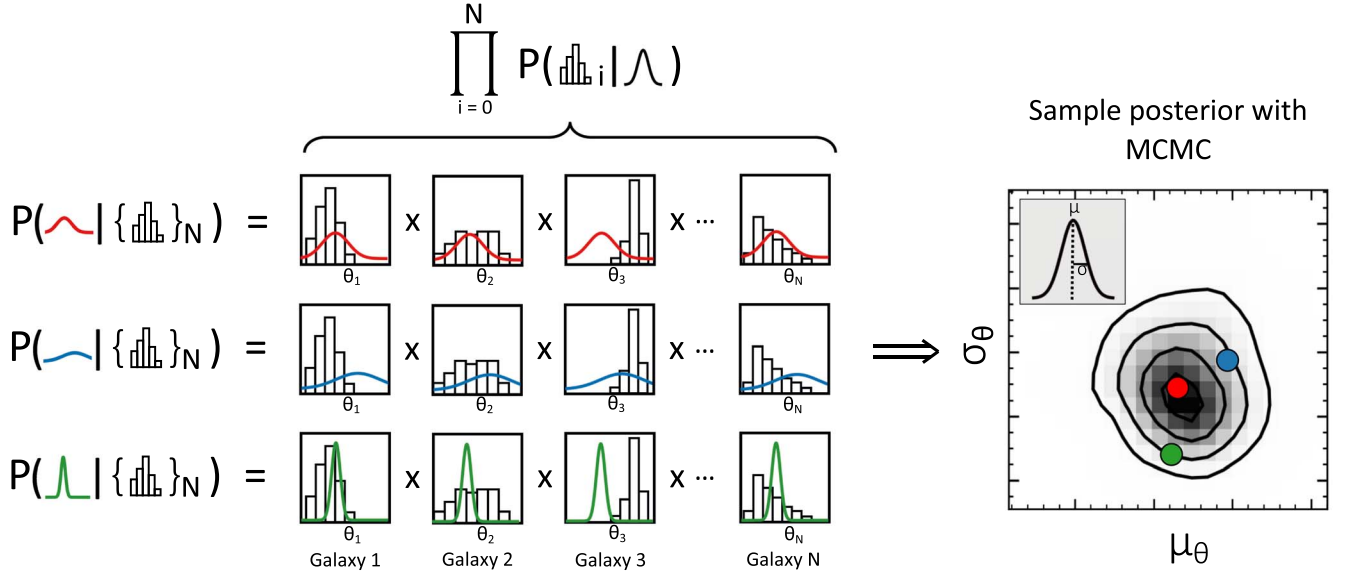 N
∏ P( i | )
i = 0
Sample posterior with
MCMC
P( | { }N ) = x x x ...
θ1 θ2 θ3 θN
P( | { }N ) = x x x ...
θ1 θ2 θ3 θN
P( | { }N ) = x x x ...
θ1 θ2 θ3 θN
Galaxy 1 Galaxy 2 Galaxy 3 Galaxy N
⟹
μ
σ
σθ
μθ